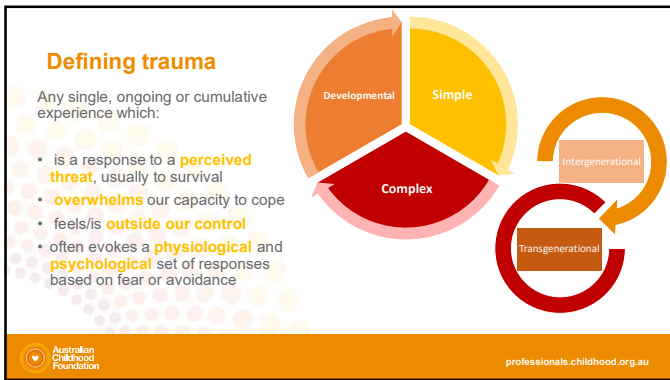 Defining trauma
Any single, ongoing or cumulative
experience which:
• is a response to a perceived
threat, usually to survival
• overwhelms our capacity to cope
• feels/is outside our control
• often evokes a physiological and
psychological set of responses
based on fear or avoidance
Developmental
Simple
Complex
Intergenerational
Transgenerational
Australian
Childhood
Foundation
professionals.childhood.org.au